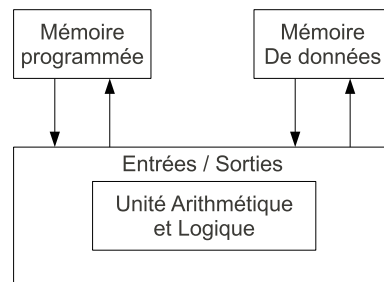 Mémoire
programmée
Mémoire
De données
Entrées / Sorties
Unité Arithmétique
et Logique